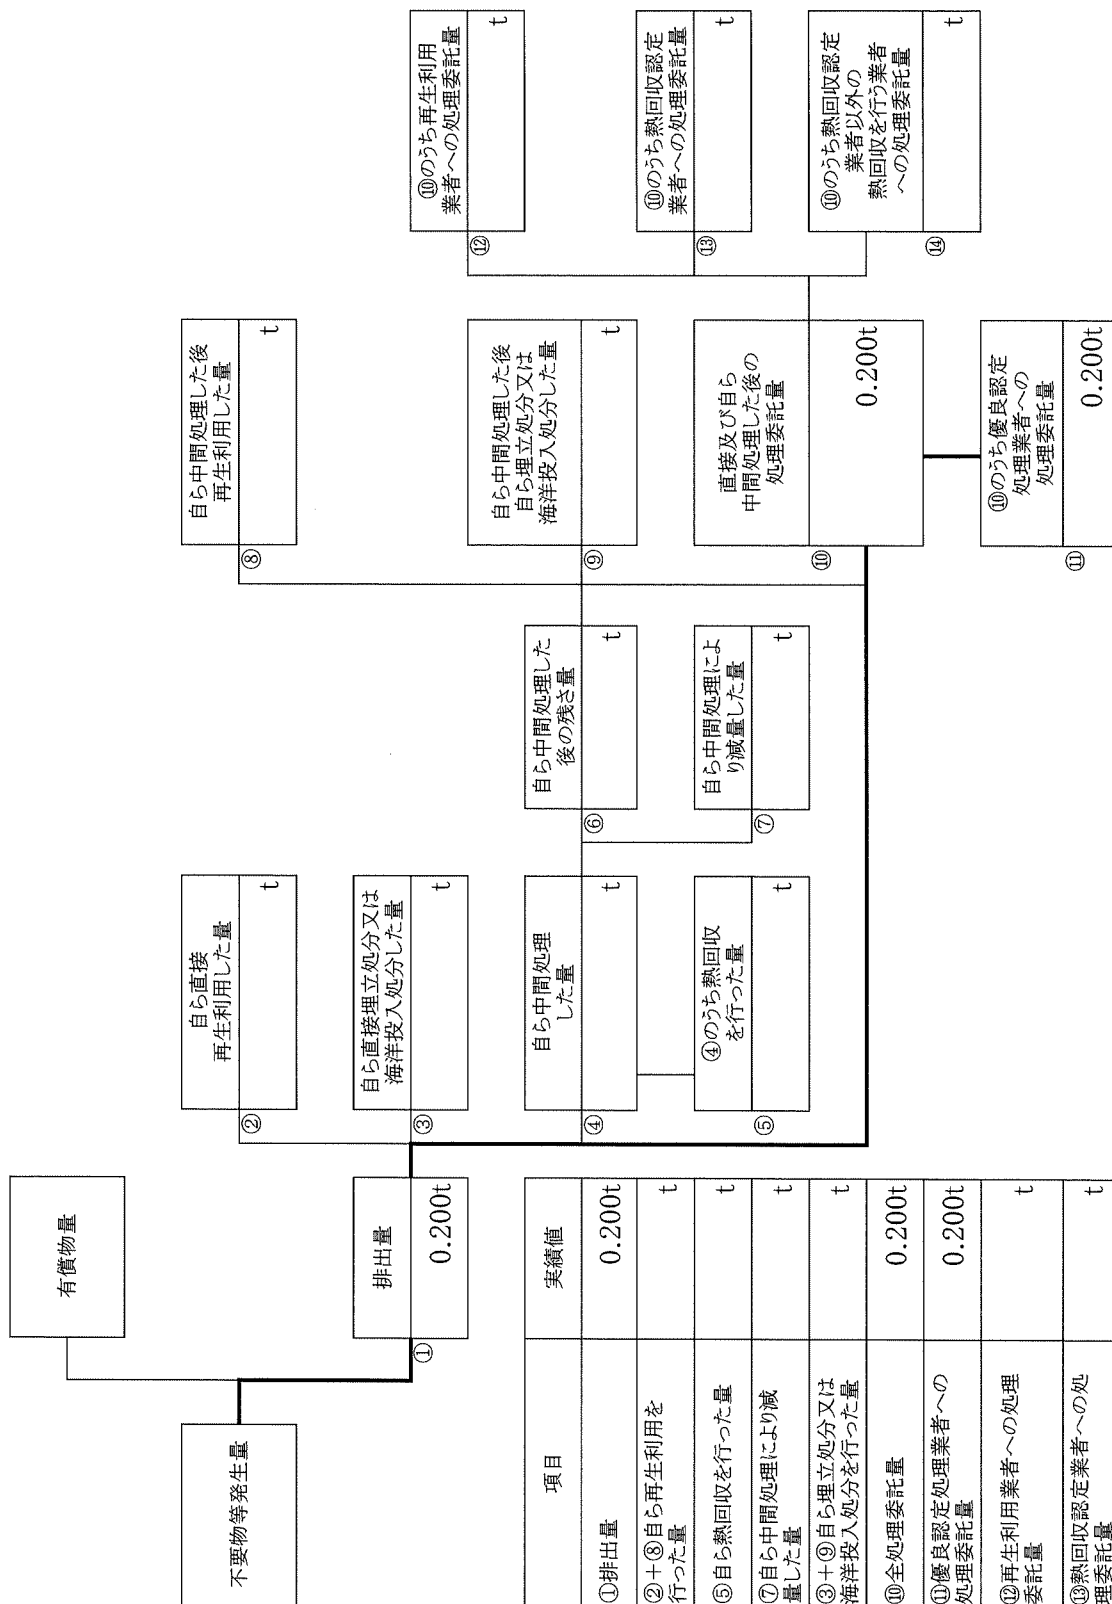 不要物等発生量
有償物量
①
排出量
0.200t
②
自ら直接
再生利用した量
t
③
自ら直接埋立処分又は
海洋投入処分した量
t
④
自ら中間処理
した量
t
⑤
④のうち熱回収
を行った量
t
⑥
自ら中間処理した
後の残さ量
t
⑦
自ら中間処理によ
り減量した量
t
⑧
自ら中間処理した後
再生利用した量
t
⑨
自ら中間処理した後
自ら埋立処分又は
海洋投入処分した量
t
⑩
直接及び自ら
中間処理した後の
処理委託量
0.200t
⑪
⑩のうち優良認定
処理業者への
処理委託量
0.200t
⑫
⑩のうち再生利用
業者への処理委託量
t
⑬
⑩のうち熱回収認定
業者への処理委託量
t
⑭
⑩のうち熱回収認定
業者以外の
熱回収を行う業者
への処理委託量
t
項目 実績値
①排出量 0.200t
②+⑧自ら再生利用を
行った量 t
⑤自ら熱回収を行った量 t
⑦自ら中間処理により減
量した量 t
③+⑨自ら埋立処分又は
海洋投入処分を行った量 t
⑩全処理委託量 0.200t
⑪優良認定処理業者への
処理委託量 0.200t
⑫再生利用業者への処理
委託量 t
⑬熱回収認定業者への処
理委託量 t